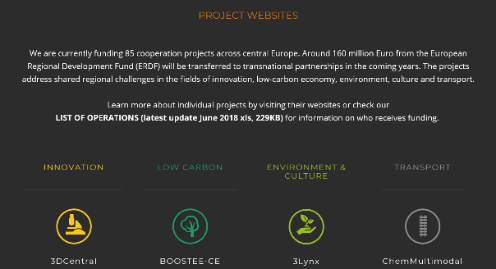 PROJECT WEBSITES
We are currently funding 85 cooperation projects across central Europe. Around 160 million Euro from the European
Regional Development Fund (ERDF) will be transferred to transnational partnerships in the coming years. The projects
address shared regional challenges in the fields of innovation, low-carbon economy, environment, culture and transport.
Learn more about individual projects by visiting their websites or check our
LIST OF OPERATIONS (latest update June 2018 xls, 229KB) for information on who receives funding.
INNOVATION
LOW CARBON
ENVIRONMENT &
CULTURE
TRANSPORT
3DCentral
BOOSTEE-CE
3Lynx
ChemMultimodal